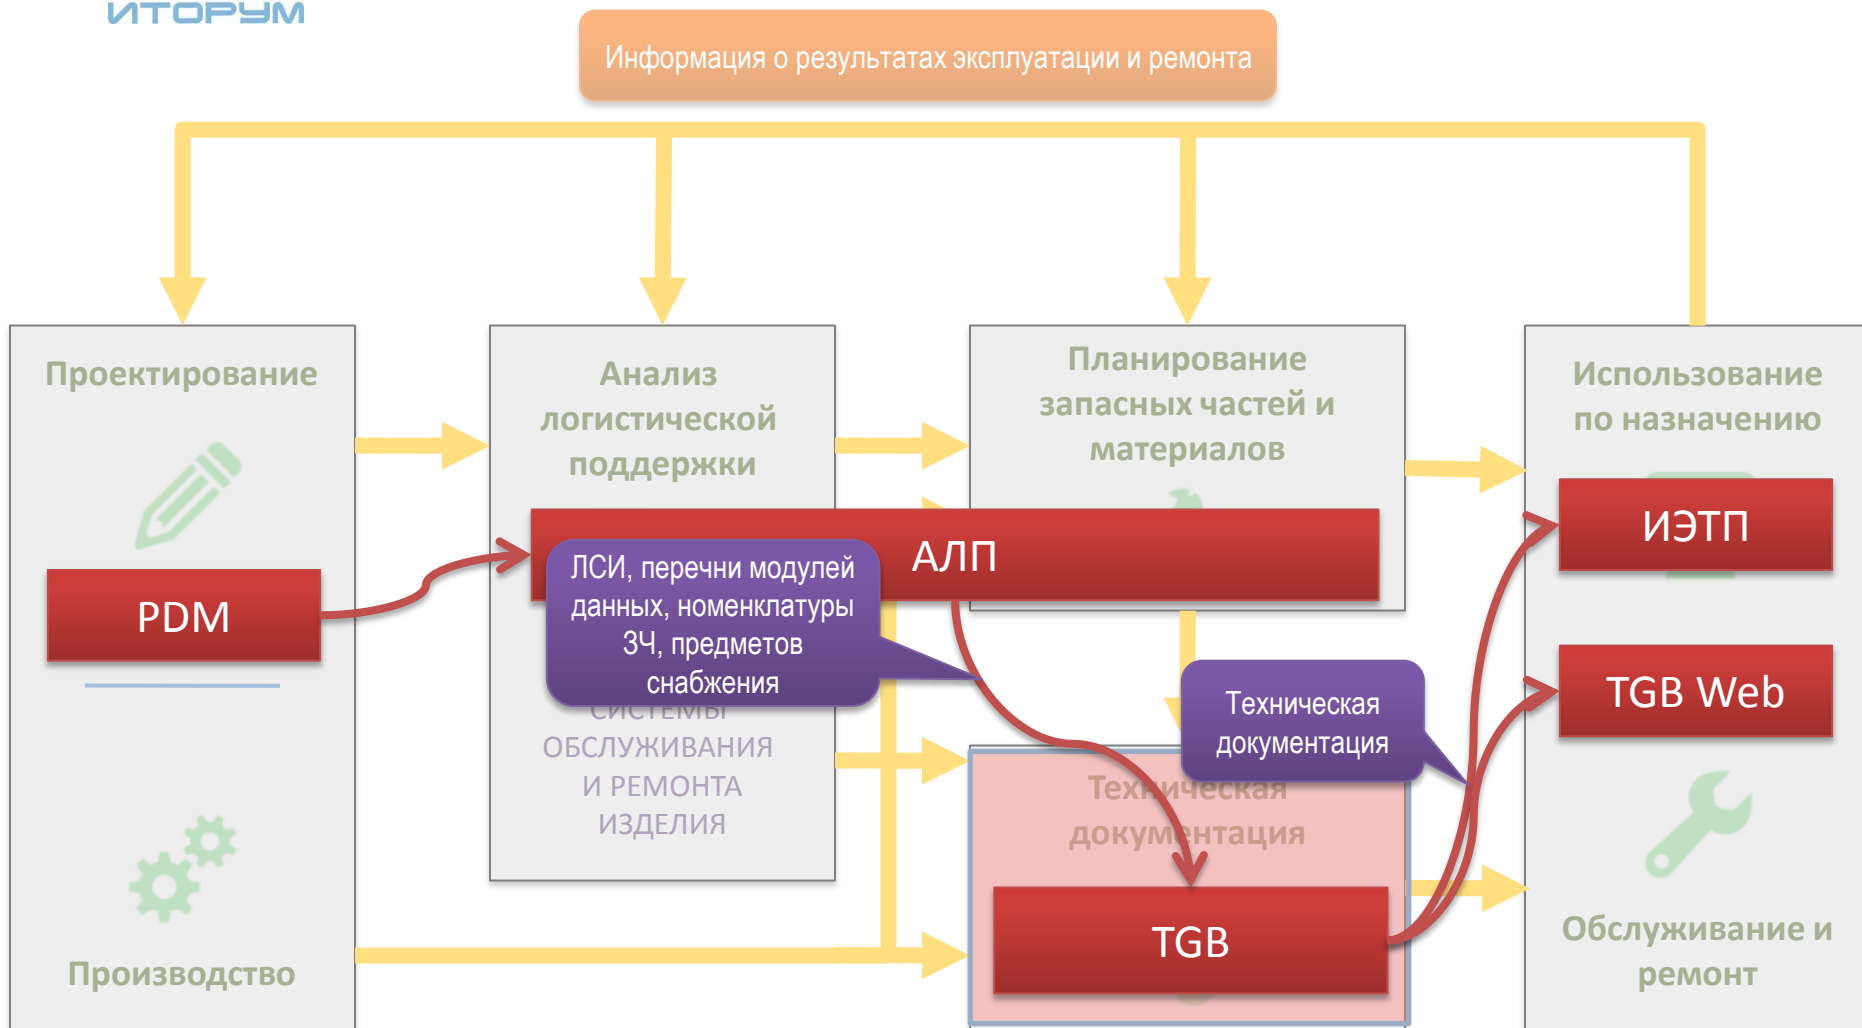 ИТОРУМ
Информация о результатах эксплуатации и ремонта
Проектирование
PDM
Производство
Анализ
логистической
поддержки
АЛП
ЛСИ, перечни модулей
данных, номенклатуры
ЗЧ, предметов
снабжения
СИСТЕМЫ
ОБСЛУЖИВАНИЯ
И РЕМОНТА
ИЗДЕЛИЯ
Планирование
запасных частей и
материалов
Техническая
документация
Техническая
документация
TGB
Использование
по назначению
ИЭТП
TGB Web
Обслуживание и
ремонт